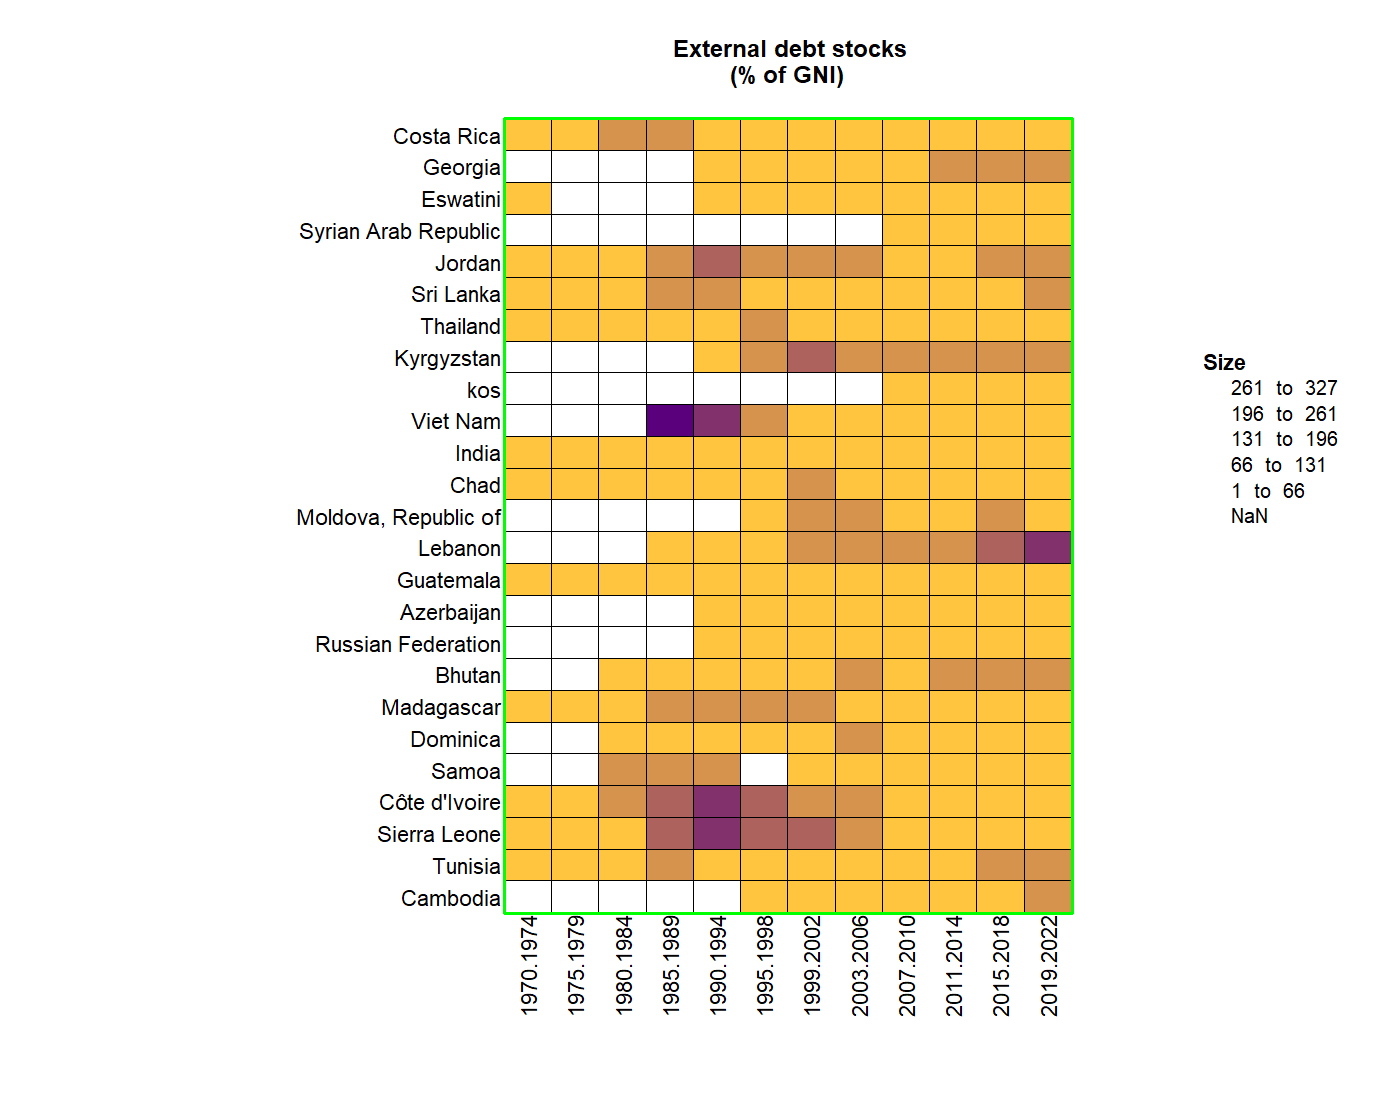 External debt stocks
(% of GNI)
Costa Rica
Georgia
Eswatini
Syrian Arab Republic
Jordan
Sri Lanka
Thailand
Kyrgyzstan
kos
Viet Nam
India
Chad
Moldova, Republic of
Lebanon
Guatemala
Azerbaijan
Russian Federation
Bhutan
Madagascar
Dominica
Samoa
Côte d'Ivoire
Sierra Leone
Tunisia
Cambodia
1970.1974
1975.1979
1980.1984
1985.1989
1990.1994
1995.1998
1999.2002
2003.2006
2007.2010
2011.2014
2015.2018
2019.2022
Size
261 to 327
196 to 261
131 to 196
66 to 131
1 to 66
NaN